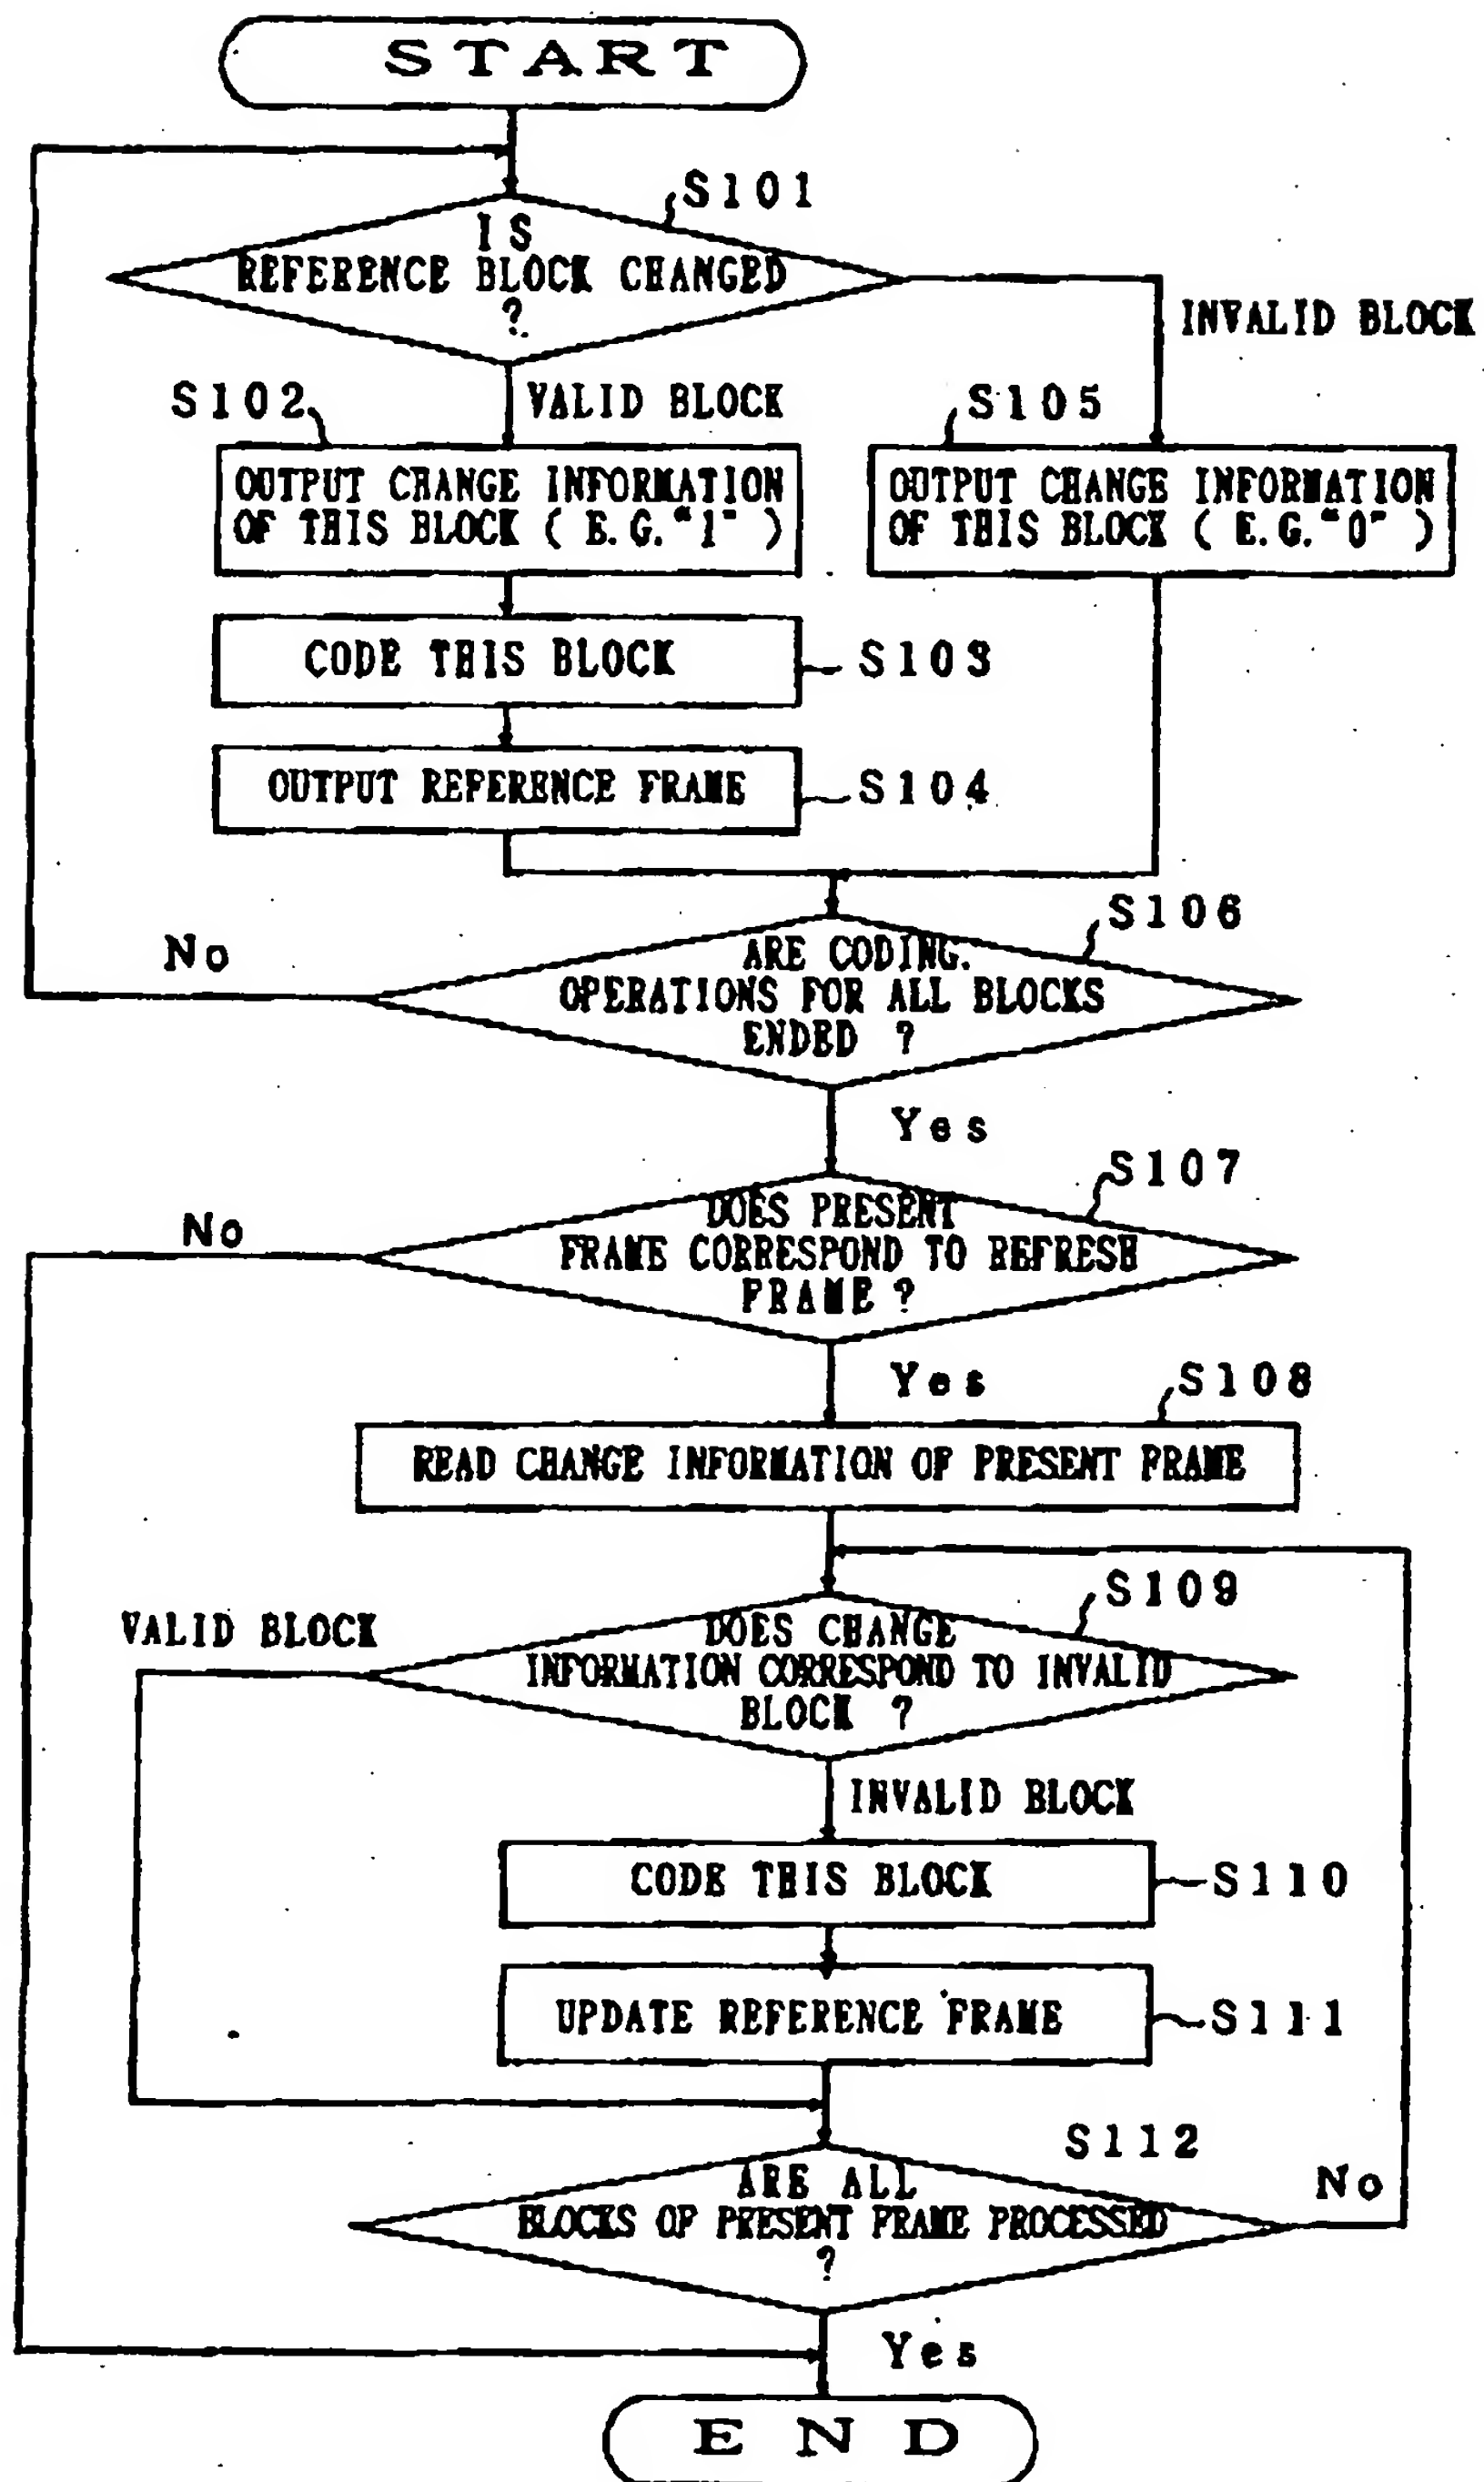 START
S101
IS
REFERENCE BLOCK CHANGED
?
INVALID BLOCK
S102
VALID BLOCK
S105
OUTPUT CHANGE INFORMATION
OF THIS BLOCK ( E.G. "1" )
OUTPUT CHANGE INFORMATION
OF THIS BLOCK ( E.G. "0" )
CODE THIS BLOCK
S103
OUTPUT REFERENCE FRAME
S104
S106
No
ARE CODING
OPERATIONS FOR ALL BLOCKS
ENDED ?
Yes
S107
No
DOES PRESENT
FRAME CORRESPOND TO REFRESH
FRAME ?
Yes
S108
READ CHANGE INFORMATION OF PRESENT FRAME
S109
VALID BLOCK
DOES CHANGE
INFORMATION CORRESPOND TO INVALID
BLOCK ?
INVALID BLOCK
CODE THIS BLOCK
S110
UPDATE REFERENCE FRAME
S111
S112
ARE ALL
BLOCKS OF PRESENT FRAME PROCESSED
?
No
Yes
END